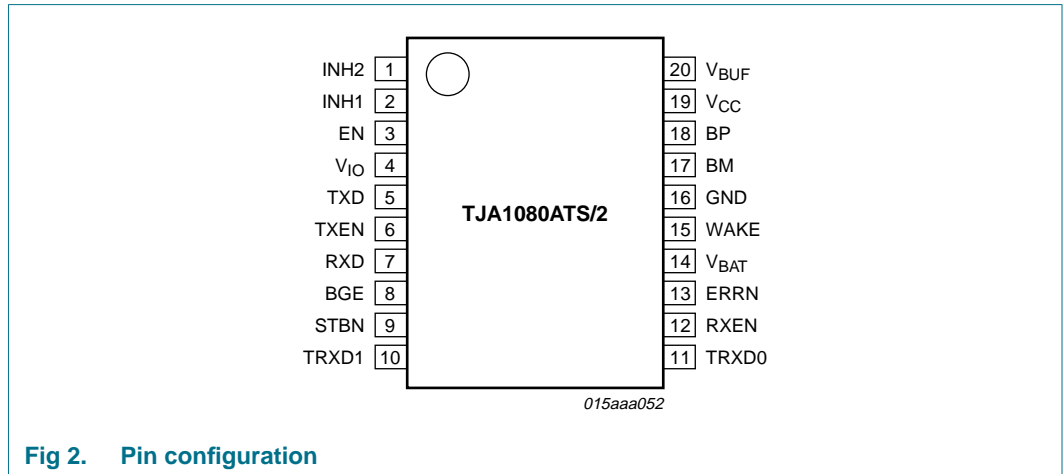 INH2 1
INH1 2
EN 3
VIO 4
TXD 5
TXEN 6
RXD 7
BGE 8
STBN 9
TRXD1 10
TJA1080ATS/2
20 VBUF
19 VCC
18 BP
17 BM
16 GND
15 WAKE
14 VBAT
13 ERRN
12 RXEN
11 TRXD0
015aaa052
Fig 2. Pin configuration